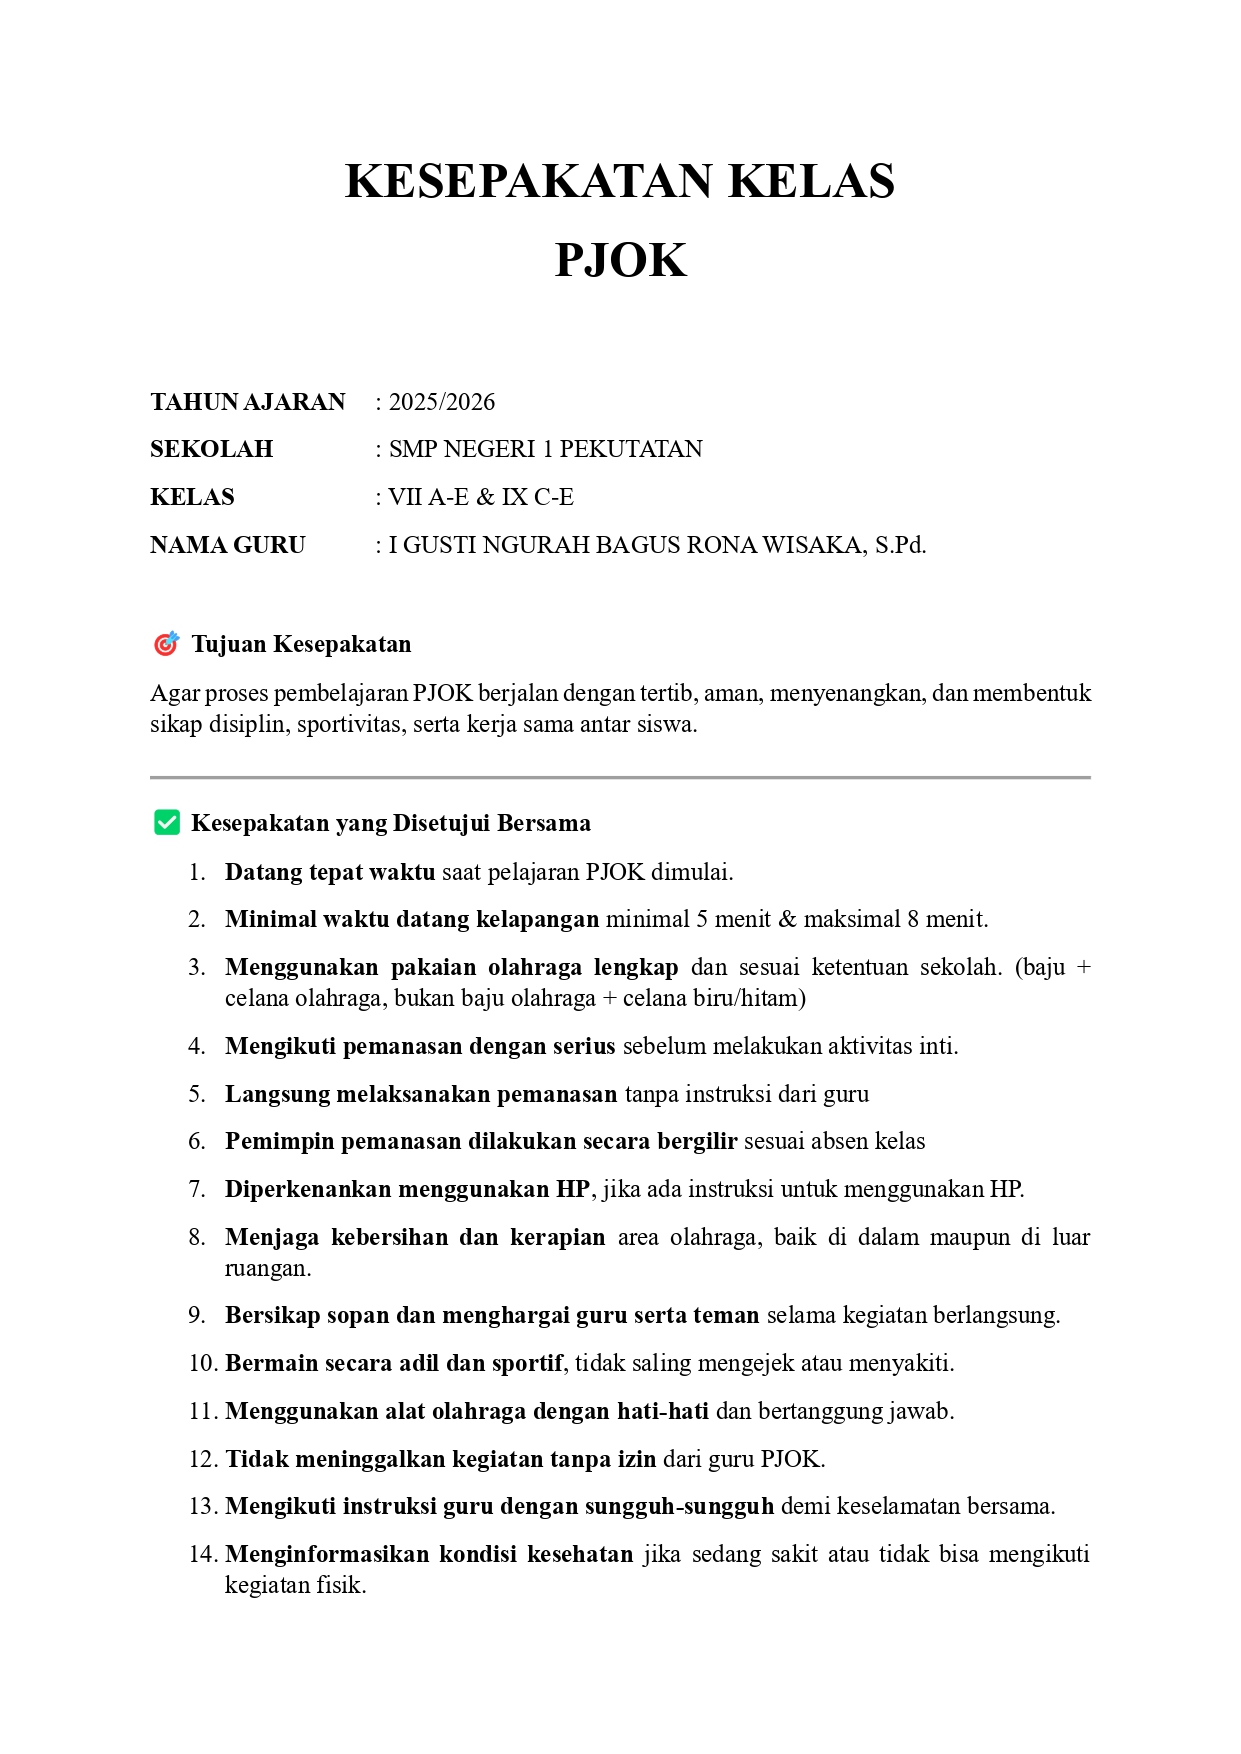 KESEPAKATAN KELAS
PJOK
TAHUN AJARAN : 2025/2026
SEKOLAH : SMP NEGERI 1 PEKUTATAN
KELAS : VII A-E & IX C-E
NAMA GURU : I GUSTI NGURAH BAGUS RONA WISAKA, S.Pd.
🎯 Tujuan Kesepakatan
Agar proses pembelajaran PJOK berjalan dengan tertib, aman, menyenangkan, dan membentuk
sikap disiplin, sportivitas, serta kerja sama antar siswa.
✅ Kesepakatan yang Disetujui Bersama
1. Datang tepat waktu saat pelajaran PJOK dimulai.
2. Minimal waktu datang kelapangan minimal 5 menit & maksimal 8 menit.
3. Menggunakan pakaian olahraga lengkap dan sesuai ketentuan sekolah. (baju +
celana olahraga, bukan baju olahraga + celana biru/hitam)
4. Mengikuti pemanasan dengan serius sebelum melakukan aktivitas inti.
5. Langsung melaksanakan pemanasan tanpa instruksi dari guru
6. Pemimpin pemanasan dilakukan secara bergilir sesuai absen kelas
7. Diperkenankan menggunakan HP, jika ada instruksi untuk menggunakan HP.
8. Menjaga kebersihan dan kerapian area olahraga, baik di dalam maupun di luar
ruangan.
9. Bersikap sopan dan menghargai guru serta teman selama kegiatan berlangsung.
10. Bermain secara adil dan sportif, tidak saling mengejek atau menyakiti.
11. Menggunakan alat olahraga dengan hati-hati dan bertanggung jawab.
12. Tidak meninggalkan kegiatan tanpa izin dari guru PJOK.
13. Mengikuti instruksi guru dengan sungguh-sungguh demi keselamatan bersama.
14. Menginformasikan kondisi kesehatan jika sedang sakit atau tidak bisa mengikuti
kegiatan fisik.